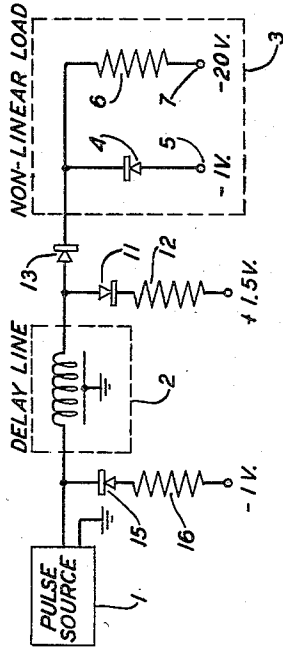 NON-LINEAR LOAD
3
6
7
-20 V.
4
5
-1V.
13
11
12
+1.5V.
DELAY LINE
2
15
16
-1V.
PULSE
SOURCE
1